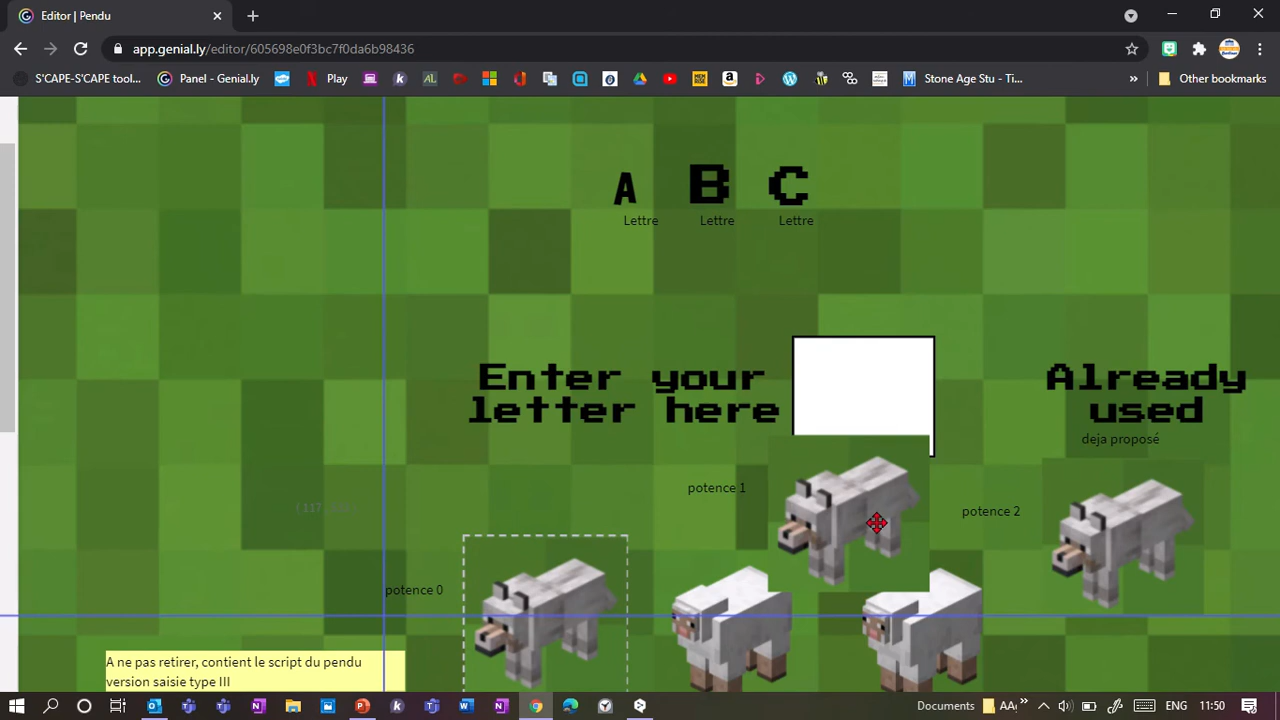 Editor | Pendu
app.genial.ly/editor/605698e0f3bc7f0da6b98436
S'CAPE-S'CAPE tool... Panel - Genial.ly Play Stone Age Stu - Ti... » Other bookmarks
A B C
Lettre Lettre Lettre
Enter your
letter here
Already
used
deja proposé
potence 1
potence 2
potence 0
A ne pas retirer, contient le script du pendu
version saisie type III
Documents ENG 11:50